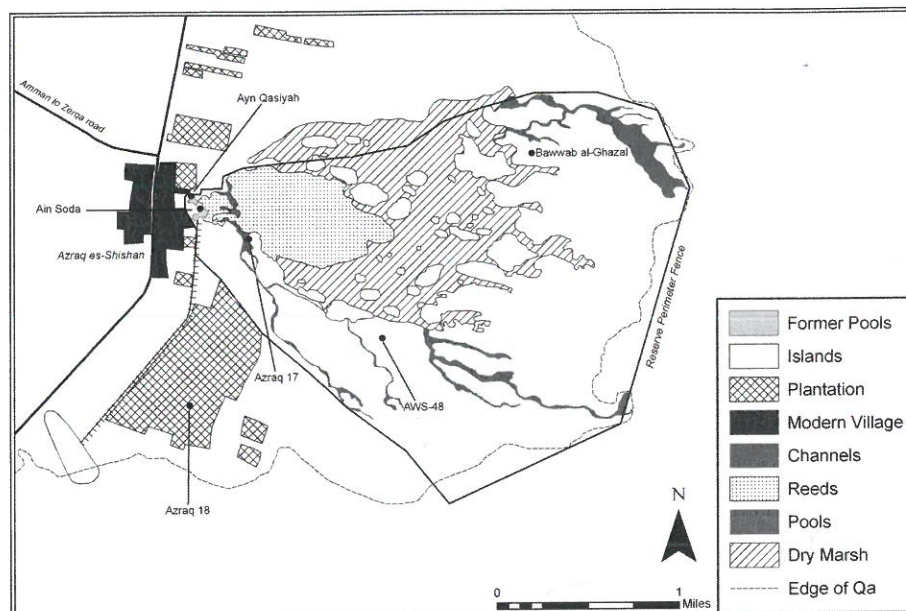 Amman to Zerqa road
Ayn Qasiyah
Bawwab al-Ghazal
Ain Soda
Azraq es-Shishan
Reserve Perimeter Fence
Azraq 17
AWS-48
Azraq 18
N
0 1
Miles
Former Pools
Islands
Plantation
Modern Village
Channels
Reeds
Pools
Dry Marsh
Edge of Qa